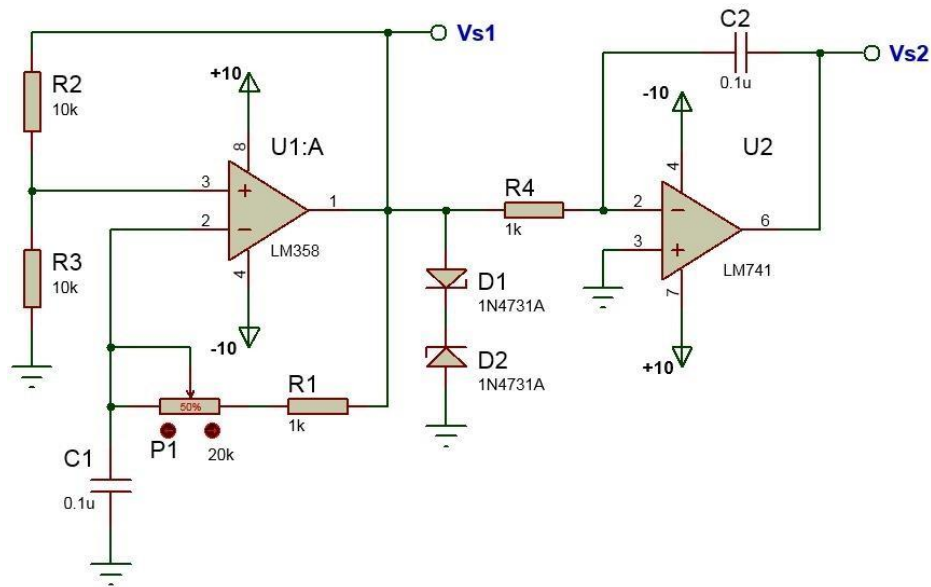 Vs1
C2
0.1u
Vs2
R2
10k
+10
8
U1:A
3
+
2
−
1
LM358
4
-10
R3
10k
R4
1k
-10
4
U2
2
−
3
+
6
LM741
7
+10
D1
1N4731A
D2
1N4731A
50%
P1
20k
R1
1k
C1
0.1u